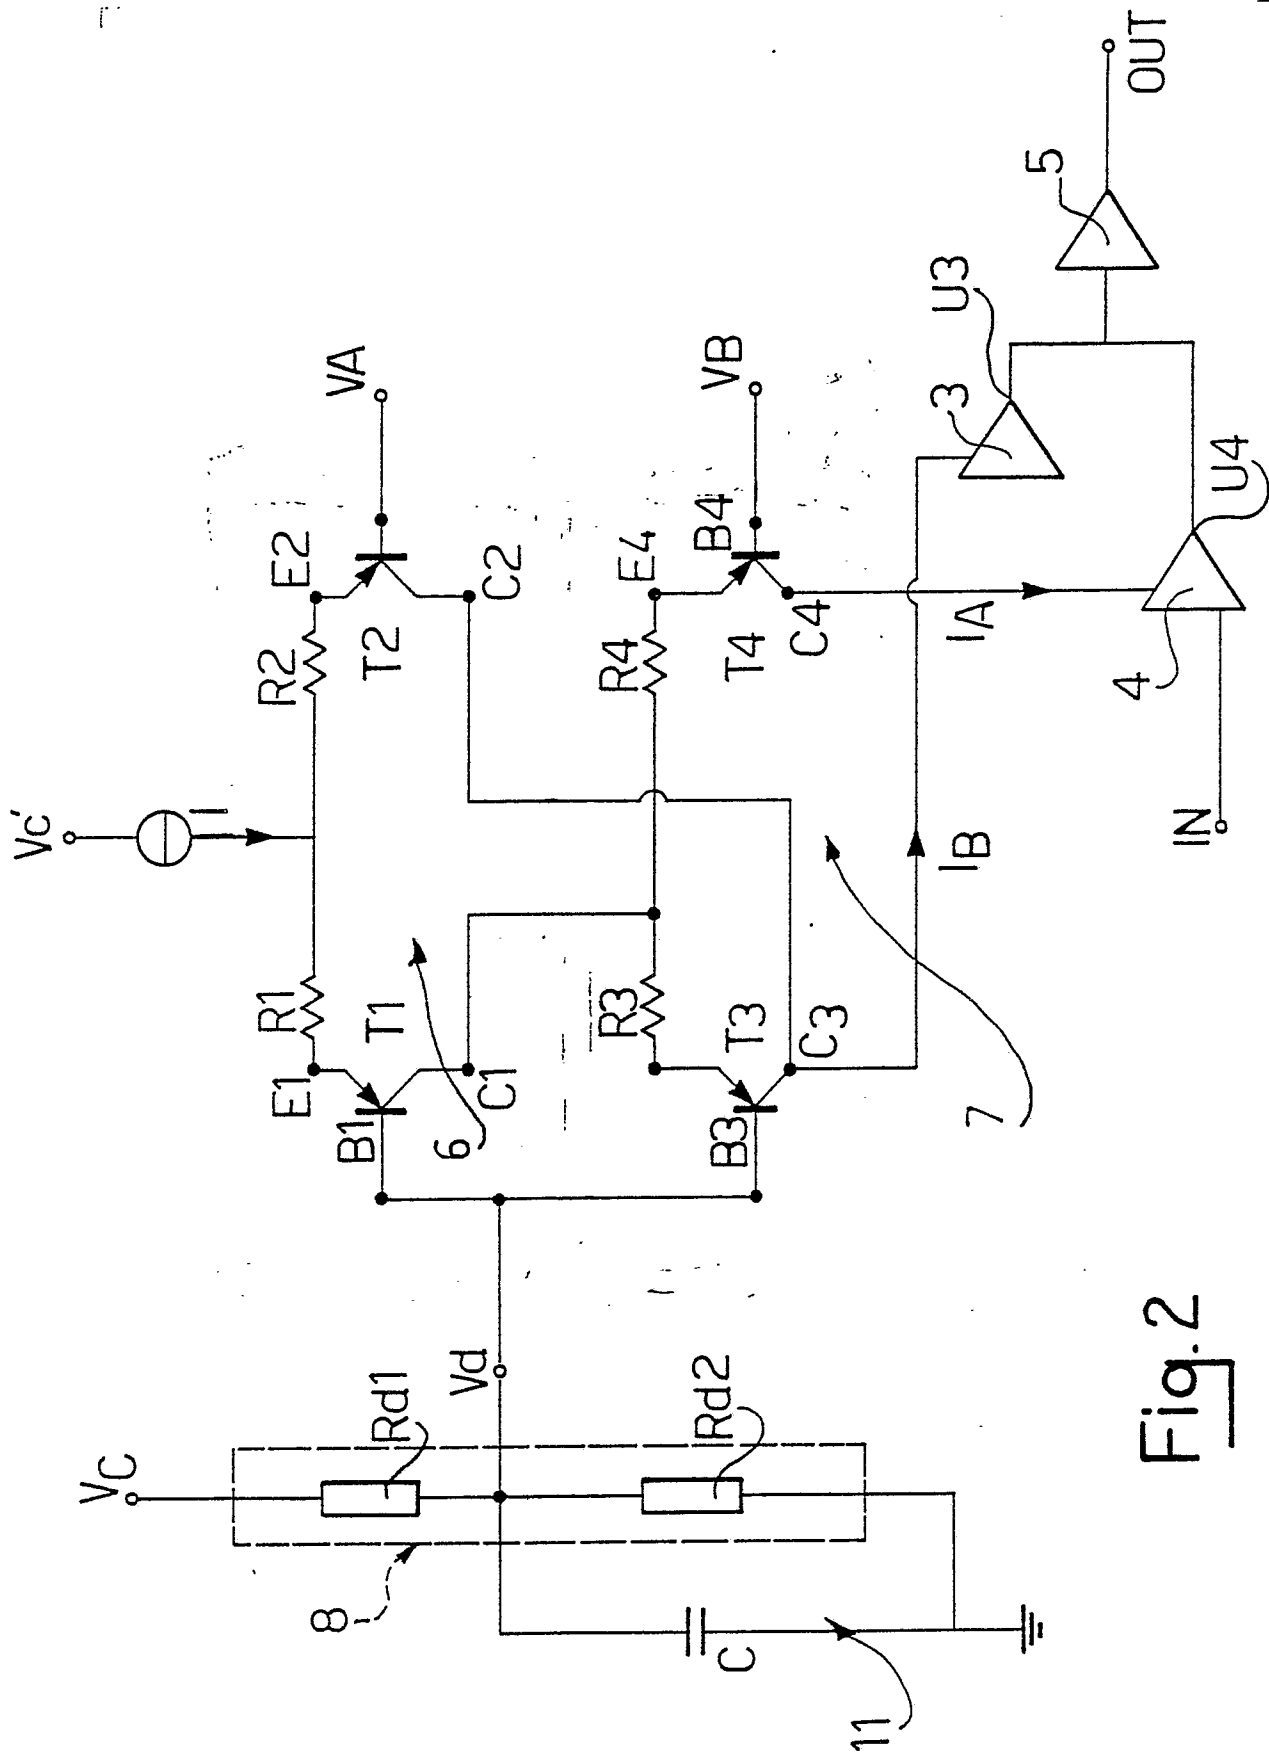 Vc'
I
VC
R1
R2
E1
E2
VA
B1
T1
T2
C1
C2
6
Rd1
Vd
8
R3
R4
E4
B3
T3
T4
B4
VB
C3
C4
Rd2
C
11
7
IB
IA
3
U3
5
OUT
IN
4
U4
Fig.2